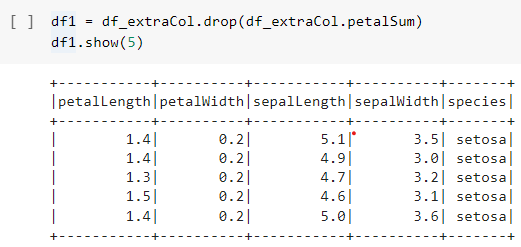 [ ] df1 = df_extraCol.drop(df_extraCol.petalSum)
df1.show(5)
+-----------+----------+-----------+----------+-------+
|petalLength|petalWidth|sepalLength|sepalWidth|species|
+-----------+----------+-----------+----------+-------+
|        1.4|       0.2|        5.1|       3.5| setosa|
|        1.4|       0.2|        4.9|       3.0| setosa|
|        1.3|       0.2|        4.7|       3.2| setosa|
|        1.5|       0.2|        4.6|       3.1| setosa|
|        1.4|       0.2|        5.0|       3.6| setosa|
+-----------+----------+-----------+----------+-------+